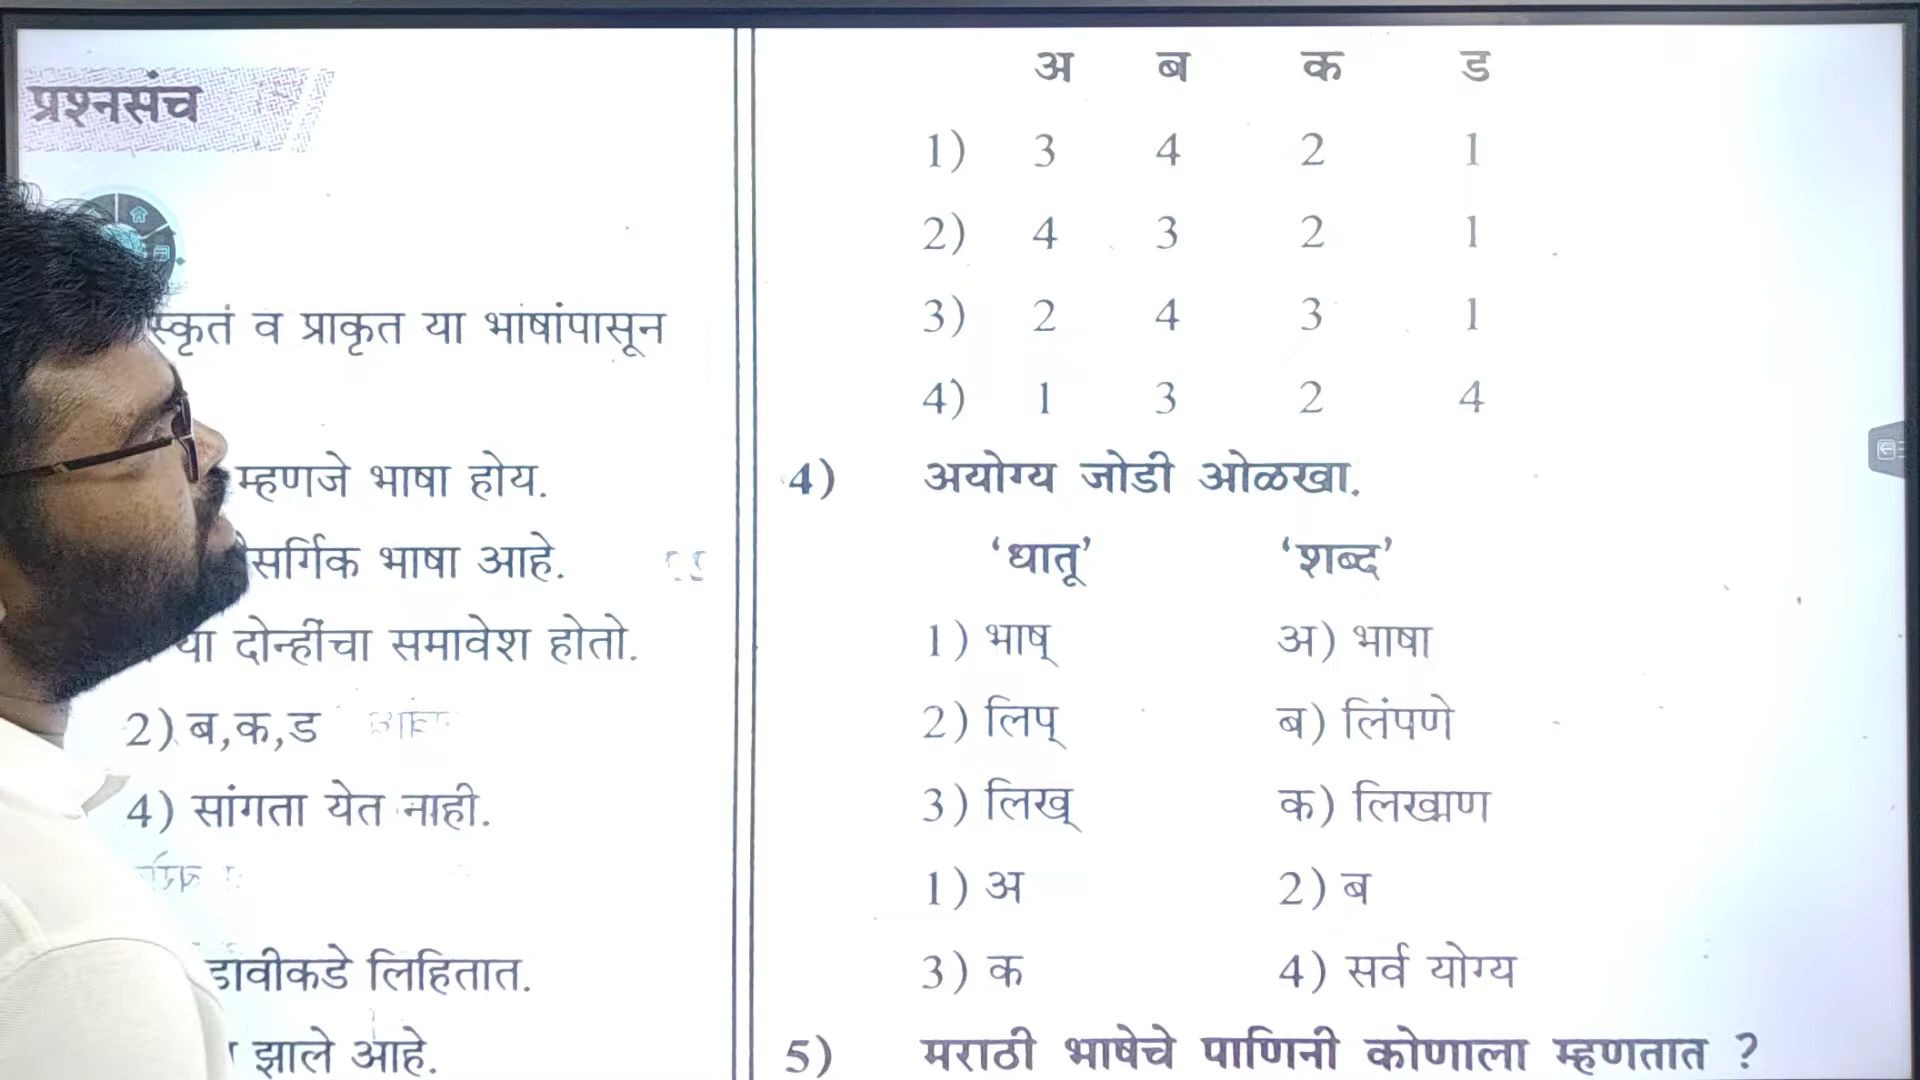 प्रश्नसंच
स्कृत व प्राकृत या भाषांपासून
म्हणजे भाषा होय.
सर्गिक भाषा आहे.
या दोन्हींचा समावेश होतो.
2) ब,क,ड
4) सांगता येत नाही.
डावीकडे लिहितात.
झाले आहे.
अ ब क ड
1) 3 4 2 1
2) 4 3 2 1
3) 2 4 3 1
4) 1 3 2 4
4) अयोग्य जोडी ओळखा.
‘धातू’ ‘शब्द’
1) भाष् अ) भाषा
2) लिप् ब) लिंपणे
3) लिख् क) लिखाण
1) अ 2) ब
3) क 4) सर्व योग्य
5) मराठी भाषेचे पाणिनी कोणाला म्हणतात ?